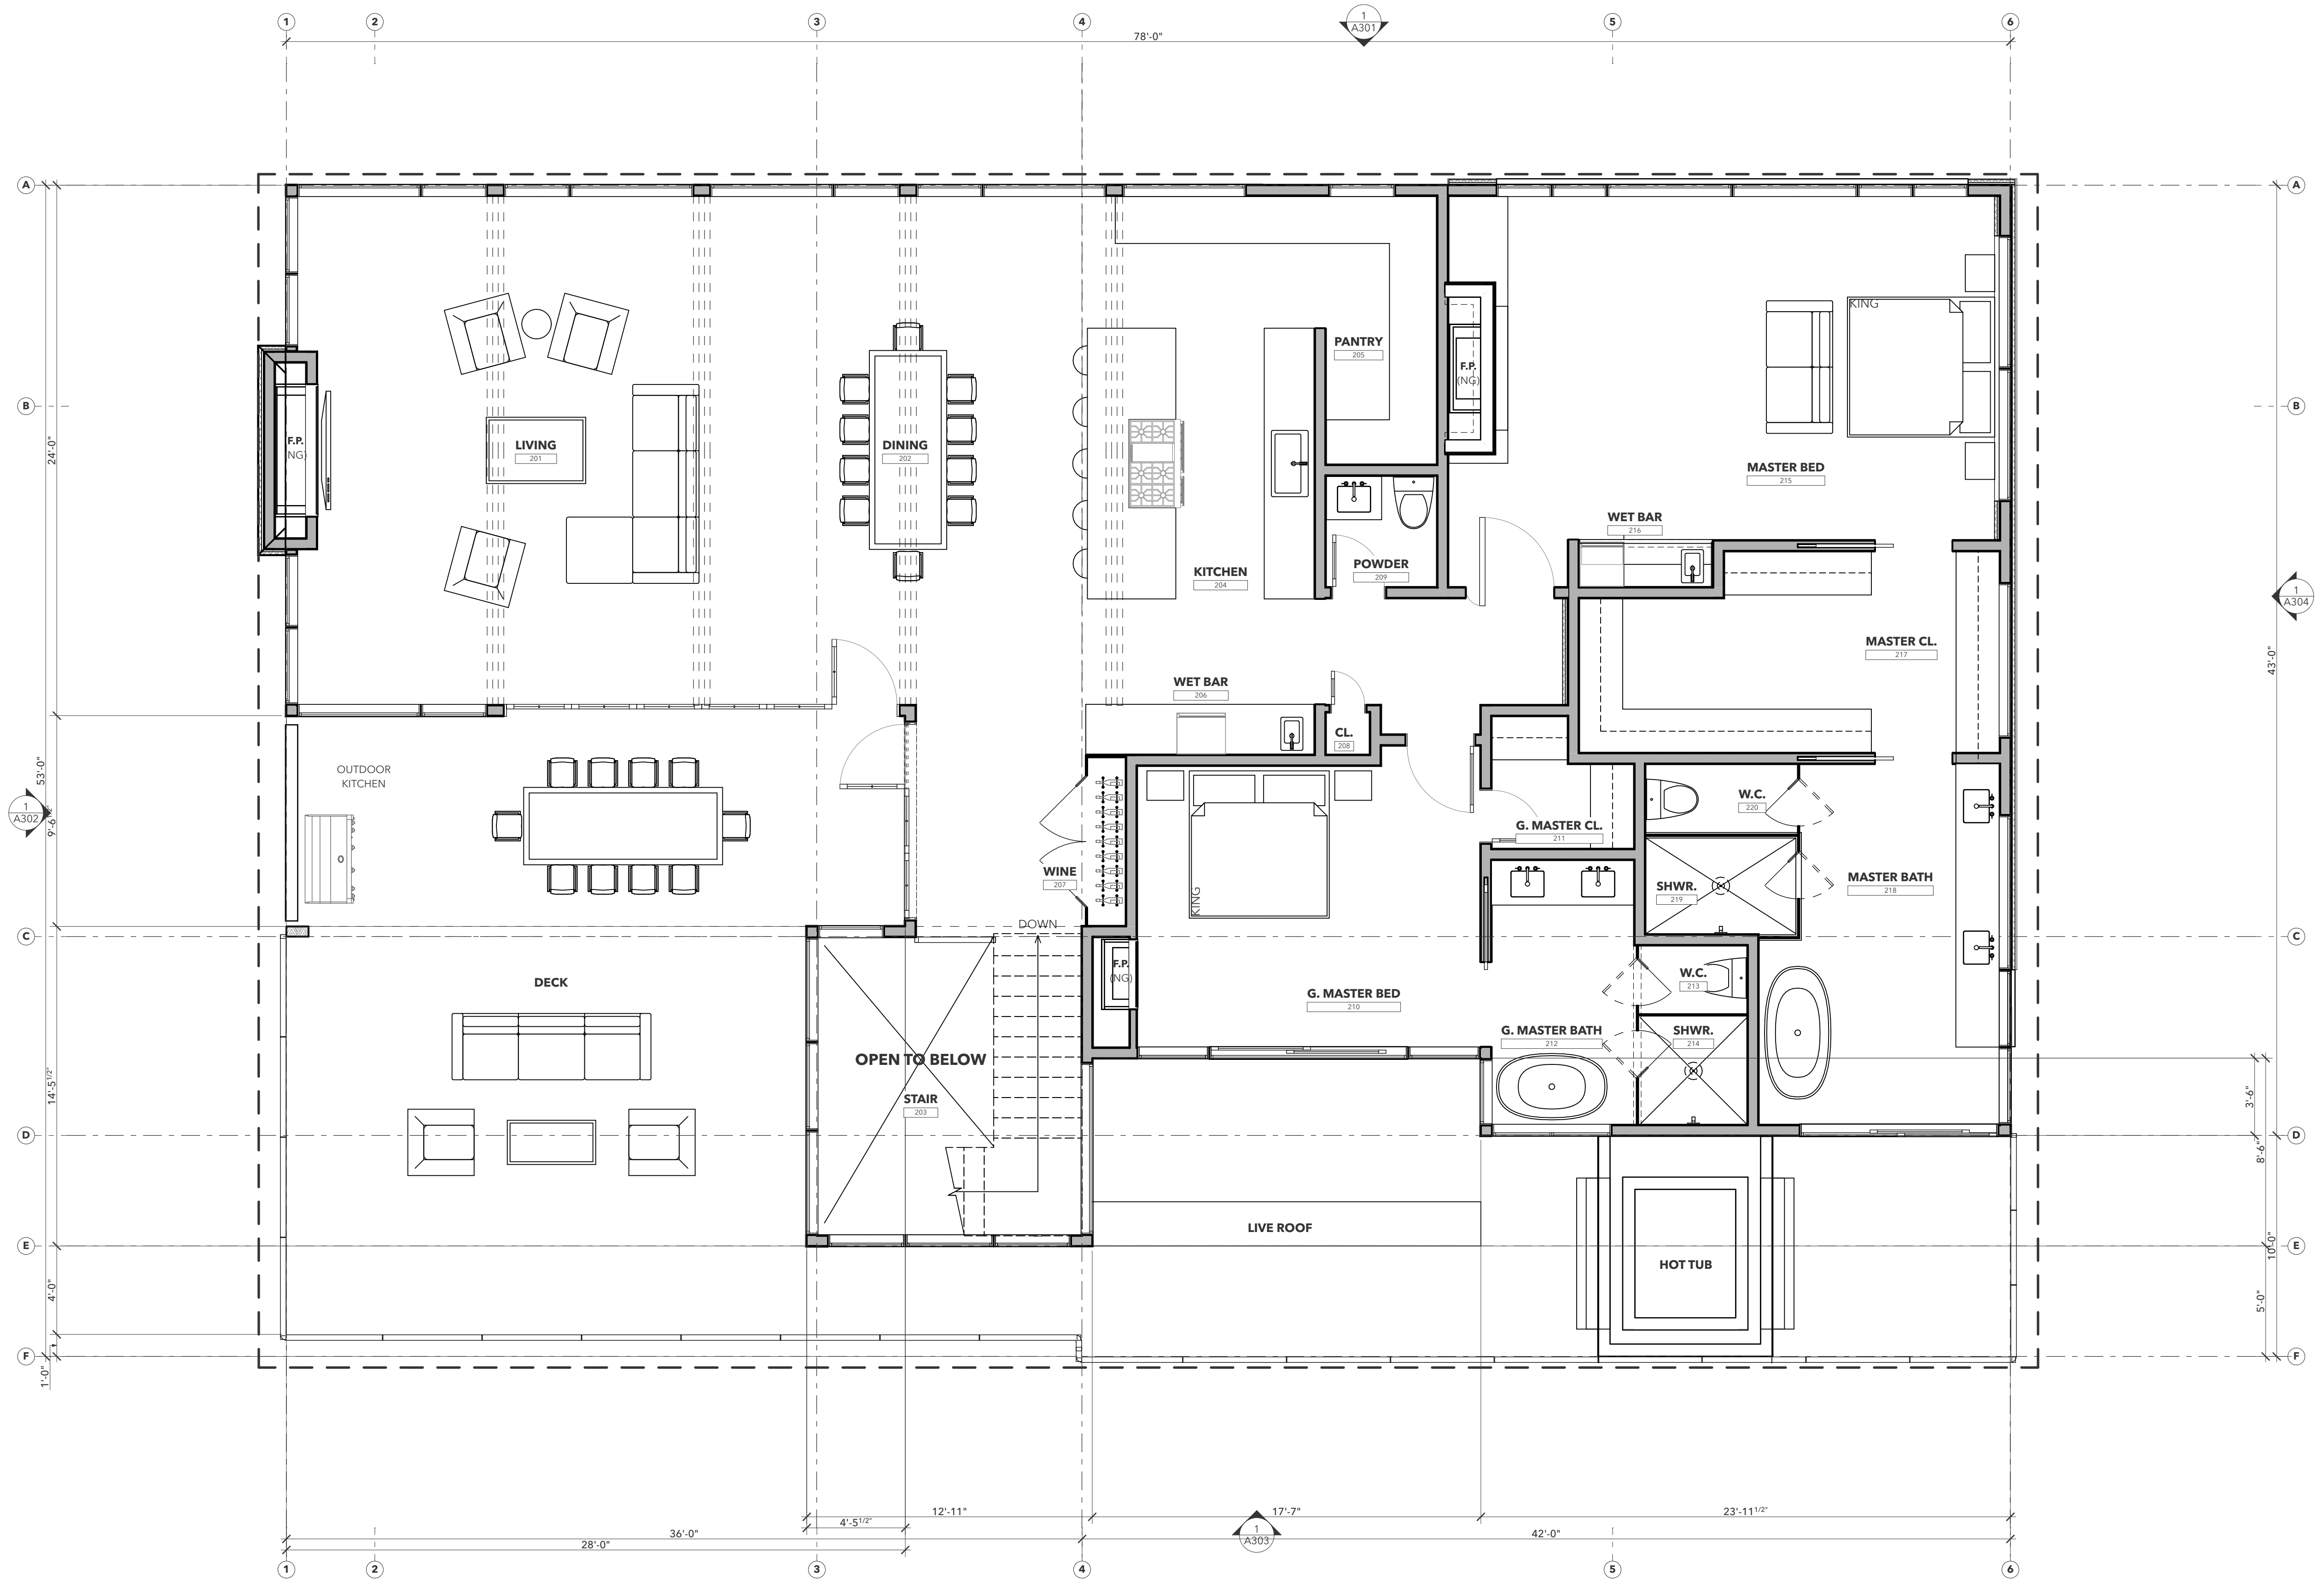 1 2 3 4 5 6
1
A301
78'-0"
A A
KING
PANTRY
205
F.P.
(NG)
B B
F.P.
(NG)
LIVING
201
DINING
202
24'-0"
MASTER BED
215
WET BAR
216
KITCHEN
204
POWDER
209
1
A304
MASTER CL.
217
43'-0"
WET BAR
206
CL.
208
OUTDOOR
KITCHEN
53'-0"
1
A302
9'-6 1/2"
W.C.
220
G. MASTER CL.
211
WINE
207
KING
SHWR.
219
MASTER BATH
218
DOWN
C C
F.P.
(NG)
DECK
W.C.
213
G. MASTER BED
210
G. MASTER BATH
212
SHWR.
214
OPEN TO BELOW
STAIR
203
14'-5 1/2"
3'-6"
D D
8'-6"
LIVE ROOF
E E
10'-0"
HOT TUB
4'-0"
5'-0"
F F
1'-0"
12'-11" 17'-7" 23'-11 1/2"
4'-5 1/2"
36'-0" 42'-0"
1
A303
28'-0"
1 2 3 4 5 6